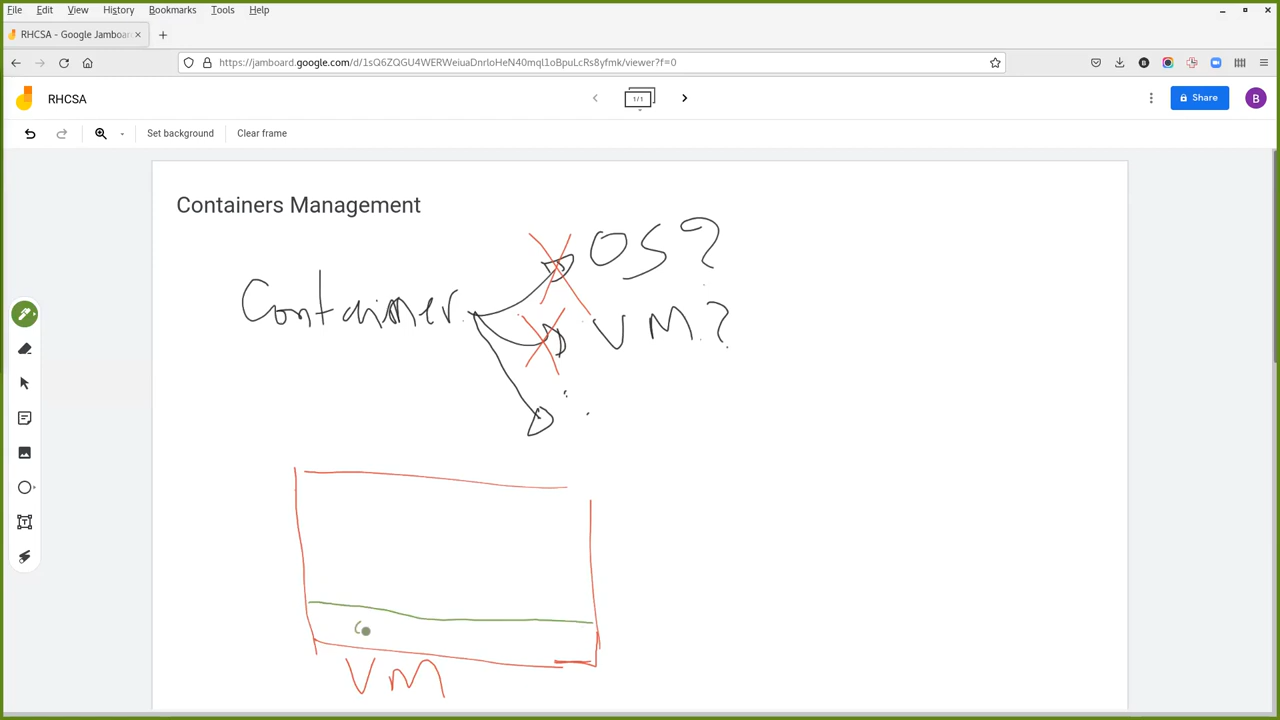 File Edit View History Bookmarks Tools Help
RHCSA - Google Jamboard
https://jamboard.google.com/d/1sQ6ZQGU4WERWeiuaDnrIoHeN40mql1oBpuLcRs8yfmk/viewer?f=0
RHCSA
1/1
Share
B
Set background
Clear frame
Containers Management
OS?
Container
VM?
VM